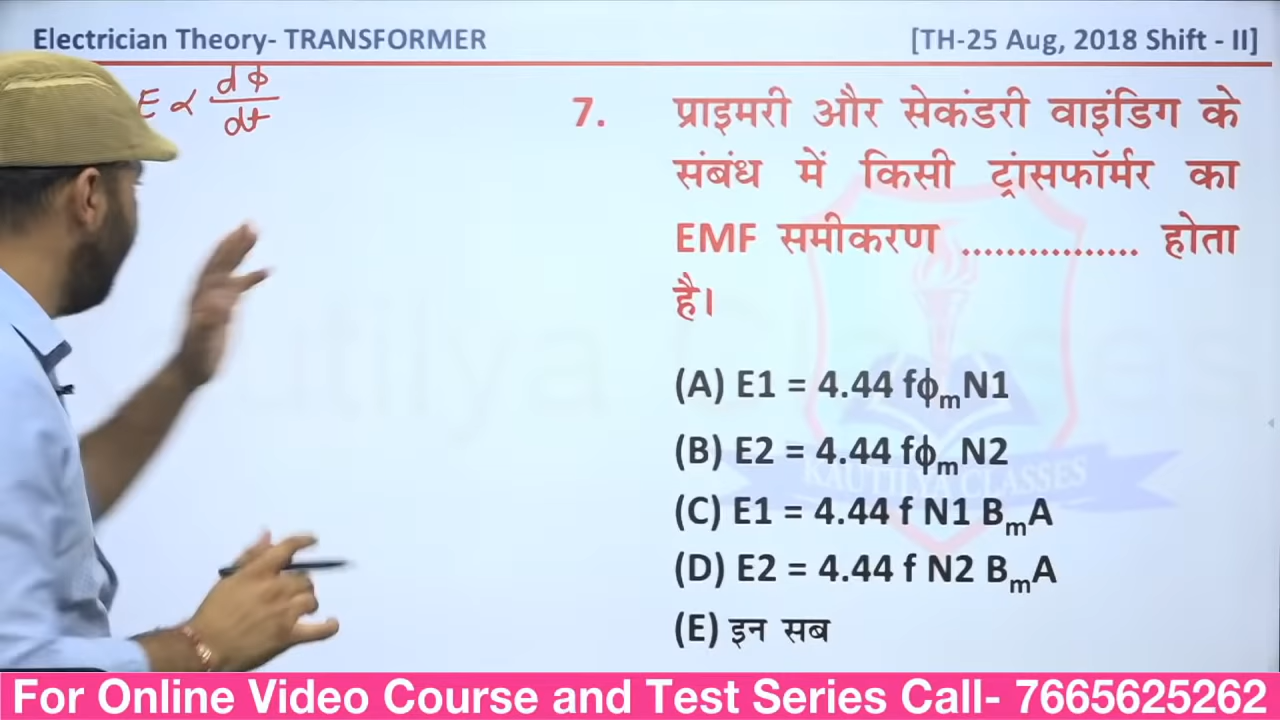 Electrician Theory- TRANSFORMER
[TH-25 Aug, 2018 Shift - II]
E ∝ dϕ/dt
7. प्राइमरी और सेकंडरी वाइंडिग के
संबंध में किसी ट्रांसफॉर्मर का
EMF समीकरण ................ होता
है।
(A) E1 = 4.44 fϕmN1
(B) E2 = 4.44 fϕmN2
(C) E1 = 4.44 f N1 BmA
(D) E2 = 4.44 f N2 BmA
(E) इन सब
KAUTILYA CLASSES
For Online Video Course and Test Series Call- 7665625262